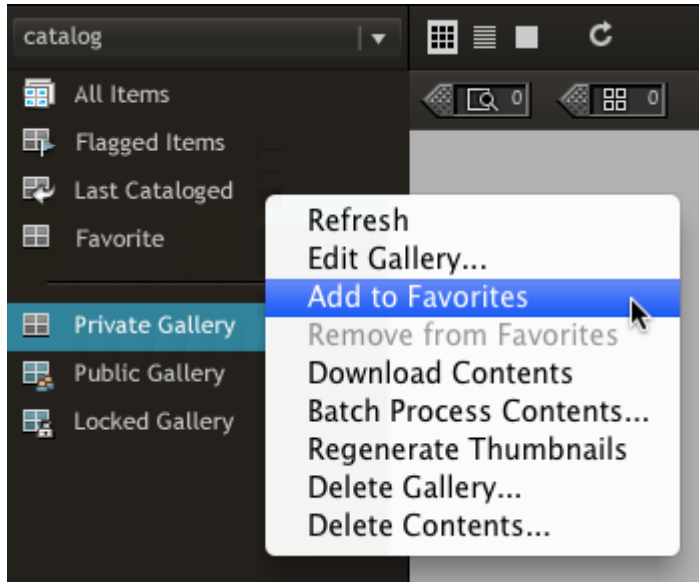 catalog
All Items
Flagged Items
Last Cataloged
Favorite
Private Gallery
Public Gallery
Locked Gallery
0
0
Refresh
Edit Gallery...
Add to Favorites
Remove from Favorites
Download Contents
Batch Process Contents...
Regenerate Thumbnails
Delete Gallery...
Delete Contents...